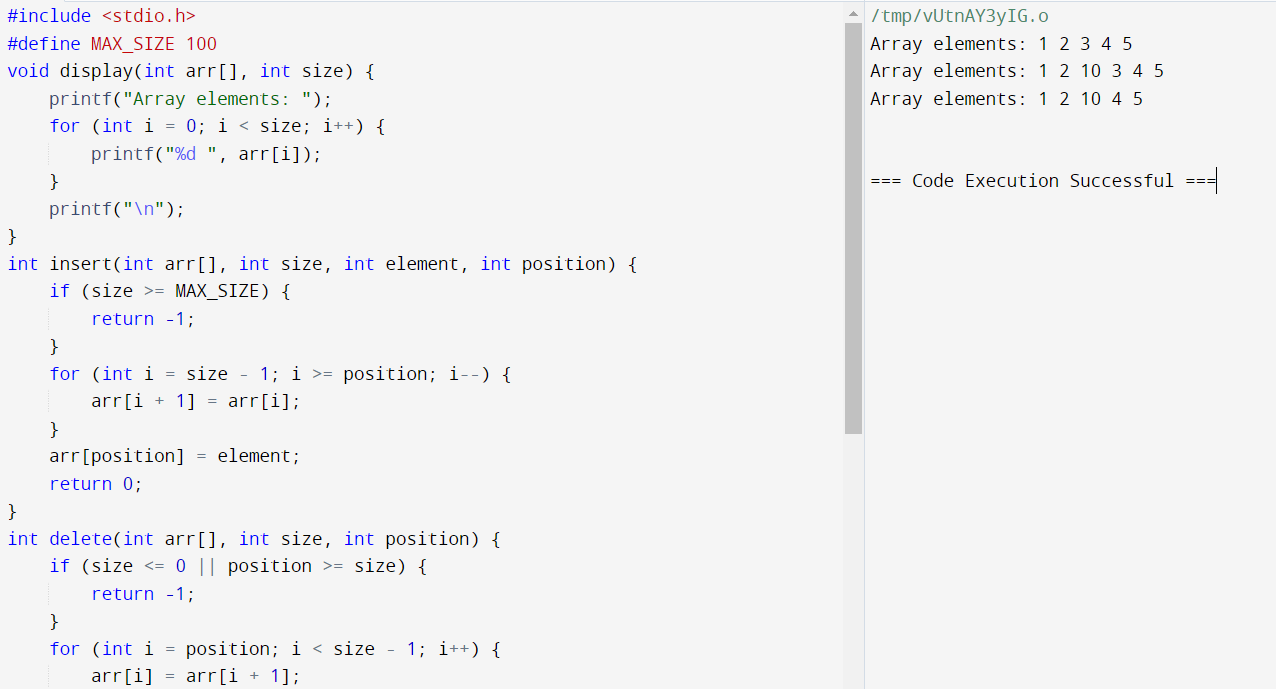 #include <stdio.h>
#define MAX_SIZE 100
void display(int arr[], int size) {
    printf("Array elements: ");
    for (int i = 0; i < size; i++) {
        printf("%d ", arr[i]);
    }
    printf("\n");
}
int insert(int arr[], int size, int element, int position) {
    if (size >= MAX_SIZE) {
        return -1;
    }
    for (int i = size - 1; i >= position; i--) {
        arr[i + 1] = arr[i];
    }
    arr[position] = element;
    return 0;
}
int delete(int arr[], int size, int position) {
    if (size <= 0 || position >= size) {
        return -1;
    }
    for (int i = position; i < size - 1; i++) {
        arr[i] = arr[i + 1];
/tmp/vUtnAY3yIG.o
Array elements: 1 2 3 4 5
Array elements: 1 2 10 3 4 5
Array elements: 1 2 10 4 5
=== Code Execution Successful ===